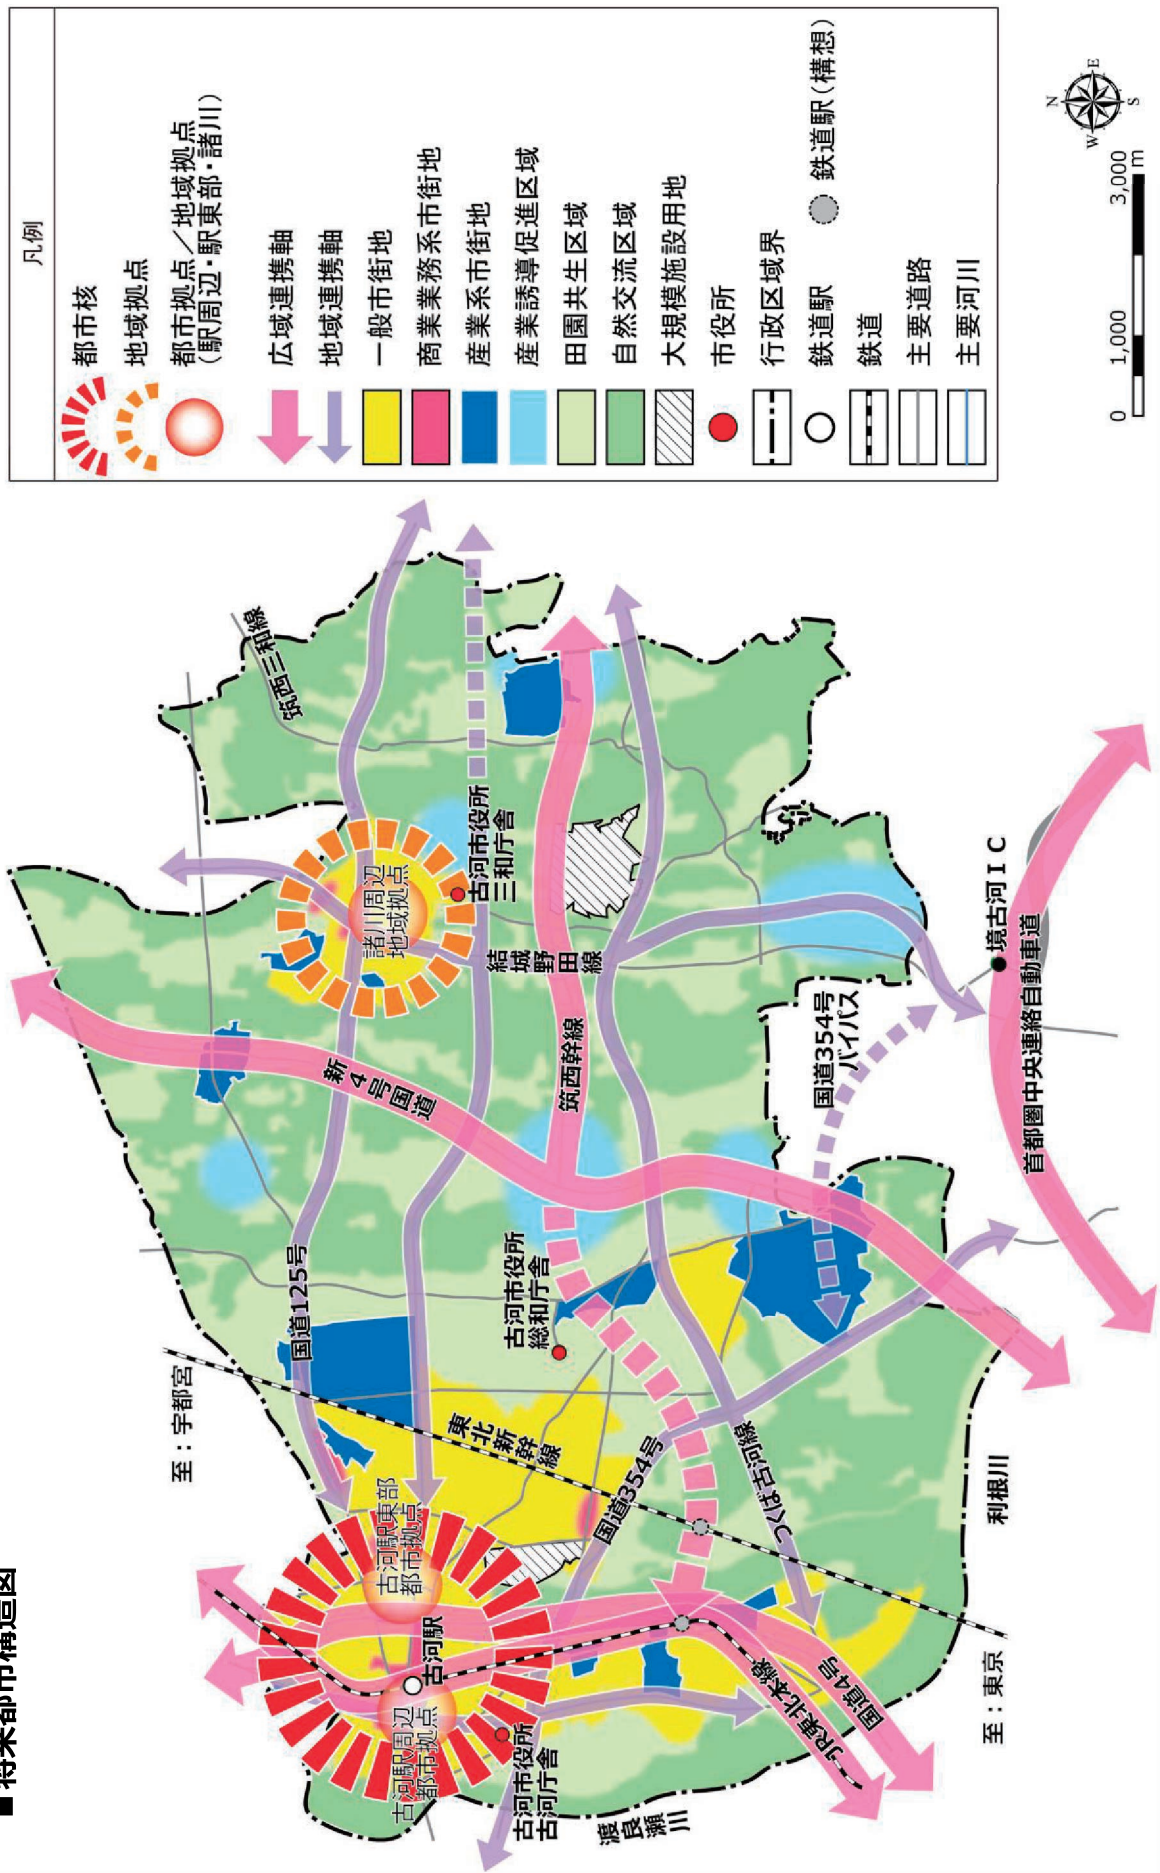 ■将来都市構造図
凡例
都市核
地域拠点
都市拠点／地域拠点
（駅周辺・駅東部・諸川）
広域連携軸
地域連携軸
一般市街地
商業業務系市街地
産業系市街地
産業誘導促進区域
田園共生区域
自然交流区域
大規模施設用地
市役所
行政区域界
鉄道駅
鉄道駅（構想）
鉄道
主要道路
主要河川
N
E
S
W
0
1,000
3,000
m
至：宇都宮
国道125号
新4号国道
筑西三和線
諸川周辺
地域拠点
古河市役所
三和庁舎
結城野田線
筑西幹線
古河市役所
総和庁舎
東北新幹線
古河駅東部
都市拠点
古河駅
古河駅周辺
都市拠点
古河市役所
古河庁舎
渡良瀬川
国道354号
つくば古河線
JR東北本線
国道4号
至：東京
利根川
国道354号
バイパス
境古河IC
首都圏中央連絡自動車道